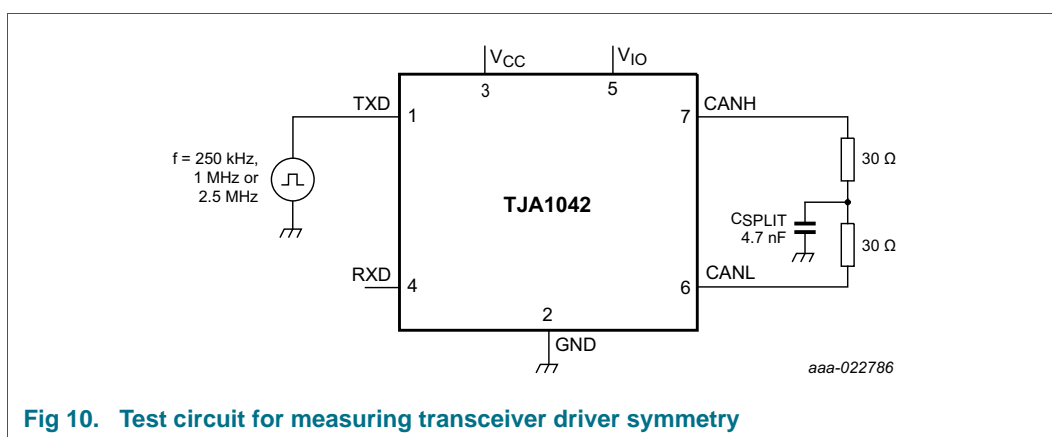 VCC
VIO
3
5
TXD
1
7
CANH
f = 250 kHz,
1 MHz or
2.5 MHz
30 Ω
TJA1042
CSPLIT
4.7 nF
30 Ω
RXD
4
6
CANL
2
GND
aaa-022786
Fig 10. Test circuit for measuring transceiver driver symmetry